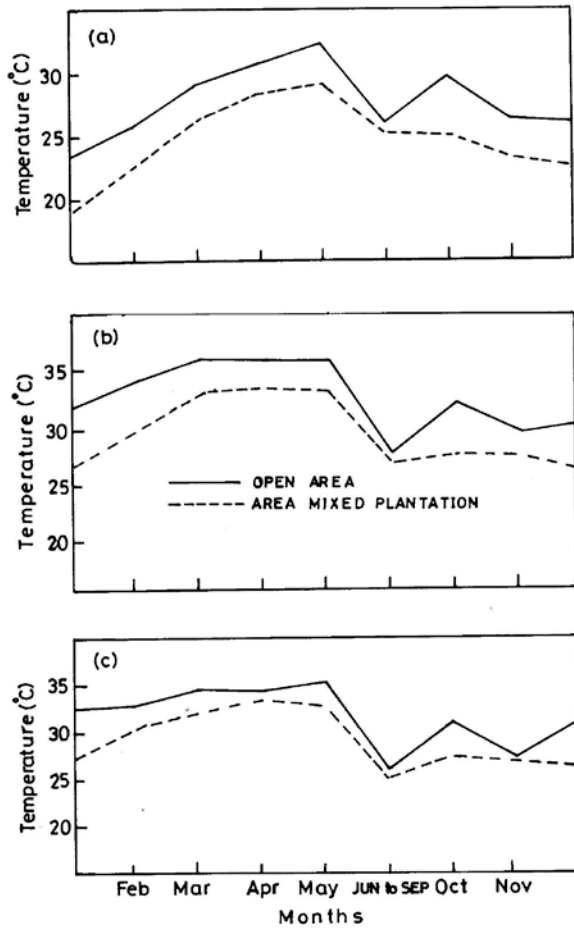 (a)
Temperature (°C)
30
25
20
(b)
Temperature (°C)
35
30
25
20
OPEN AREA
AREA MIXED PLANTATION
(c)
Temperature (°C)
35
30
25
20
Feb Mar Apr May JUN to SEP Oct Nov
Months